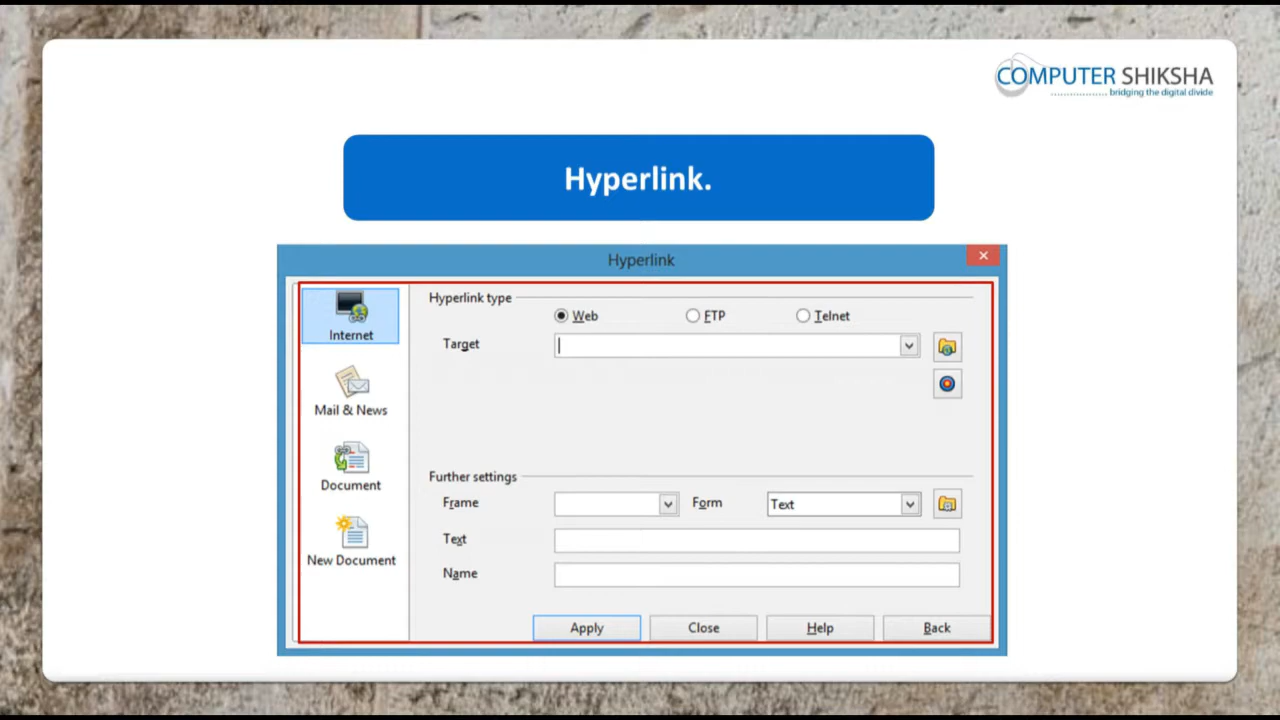 COMPUTER SHIKSHA
bridging the digital divide
Hyperlink.
Hyperlink
Internet
Mail & News
Document
New Document
Hyperlink type
Web FTP Telnet
Target
Further settings
Frame Form Text
Text
Name
Apply Close Help Back